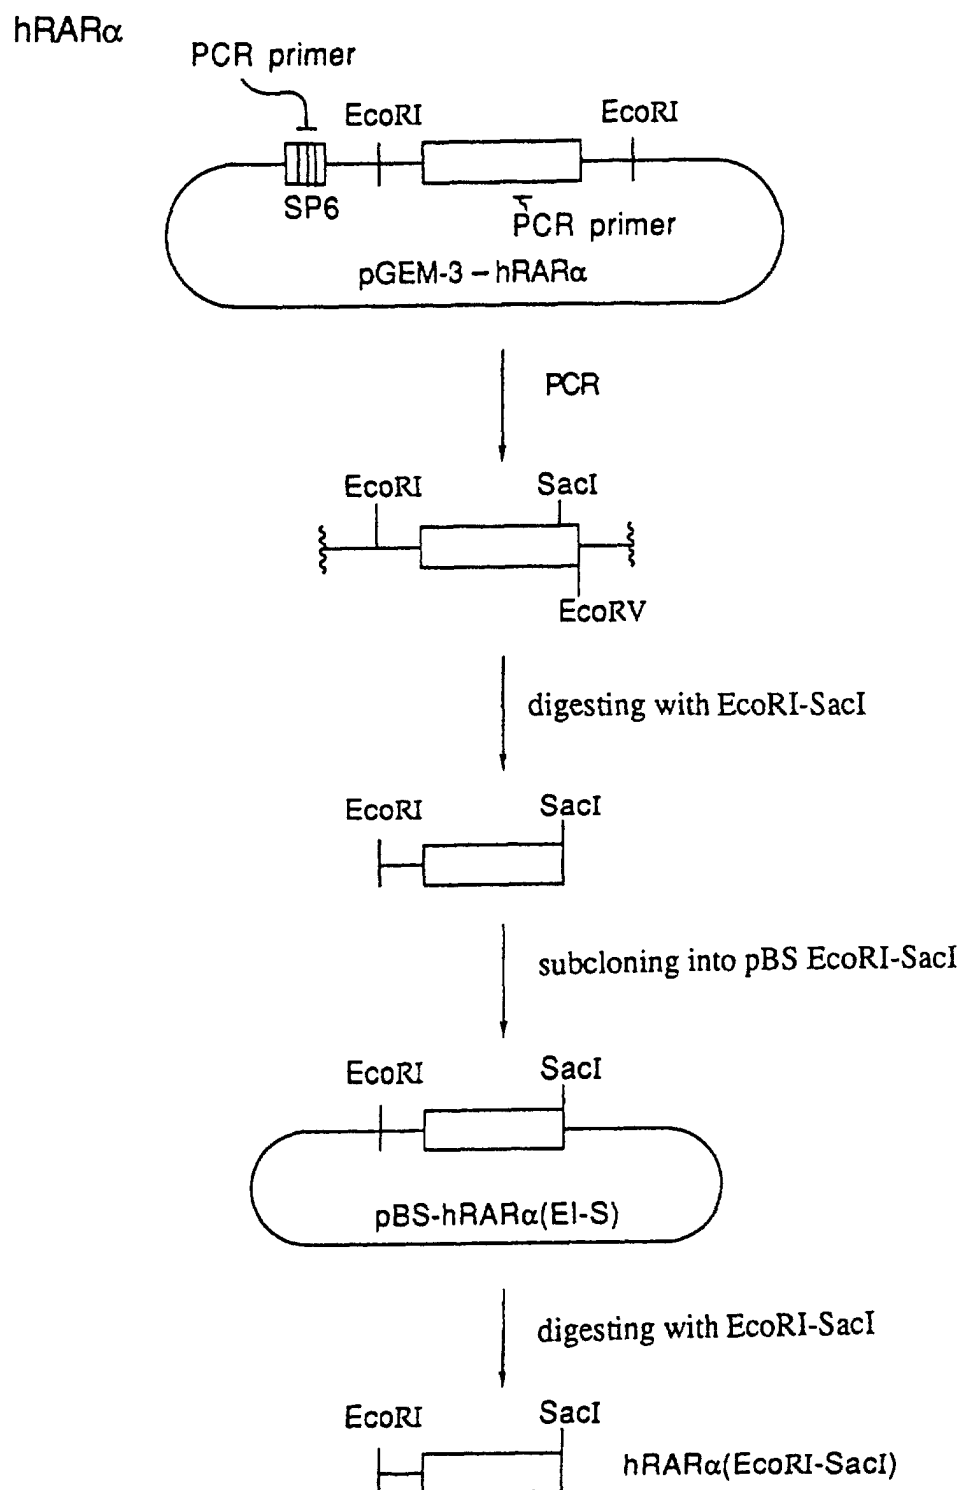 hRARα
PCR primer
EcoRI
EcoRI
SP6
PCR primer
pGEM-3 – hRARα
PCR
EcoRI
SacI
EcoRV
digesting with EcoRI-SacI
EcoRI
SacI
subcloning into pBS EcoRI-SacI
EcoRI
SacI
pBS-hRARα(EI-S)
digesting with EcoRI-SacI
EcoRI
SacI
hRARα(EcoRI-SacI)